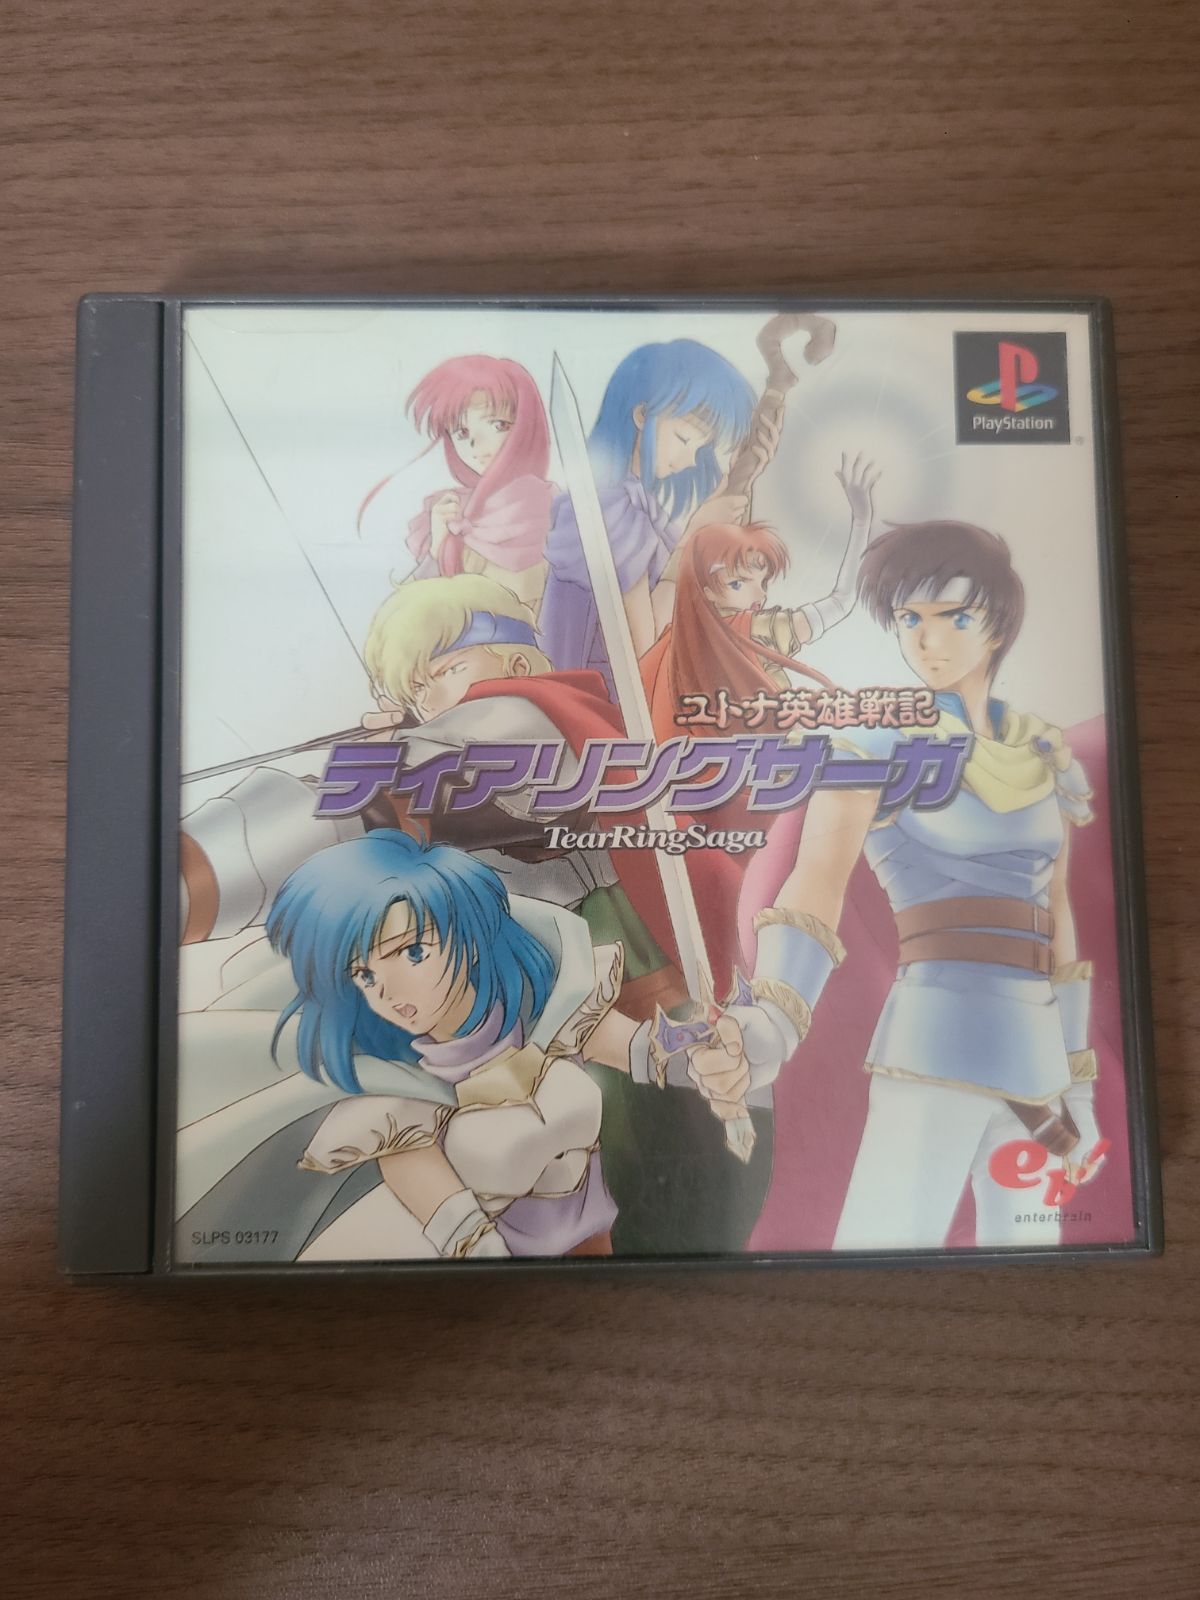 PlayStation
®
ユトナ英雄戦記
ティアリングサーガ
TearRingSaga
eb!
enterbrain
SLPS 03177